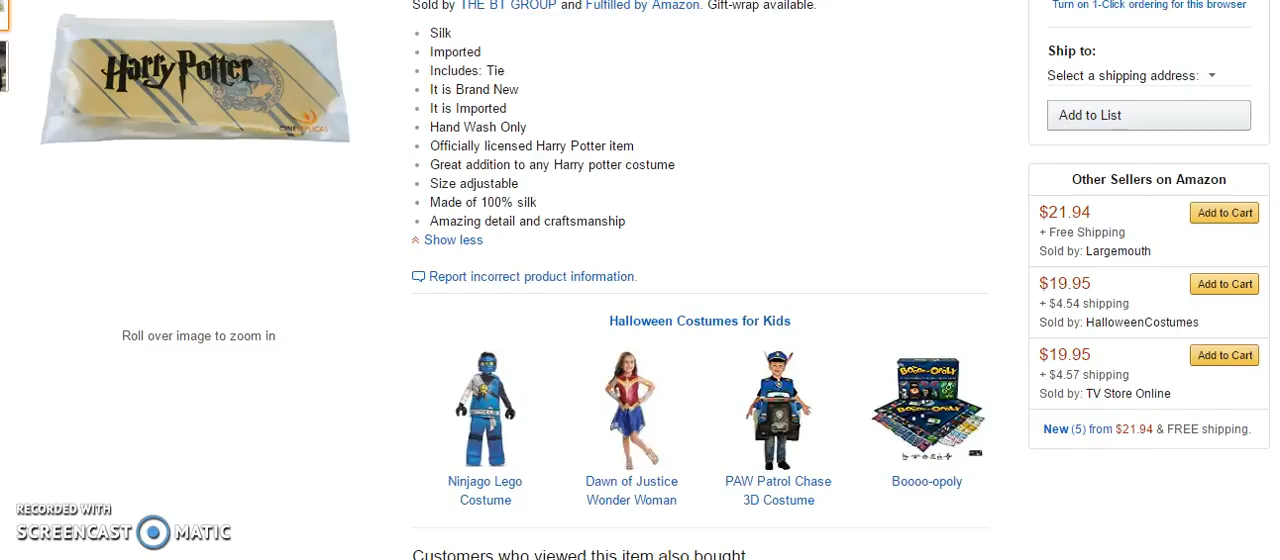 Sold by THE BT GROUP and Fulfilled by Amazon. Gift-wrap available.
Silk
Imported
Includes: Tie
It is Brand New
It is Imported
Hand Wash Only
Officially licensed Harry Potter item
Great addition to any Harry potter costume
Size adjustable
Made of 100% silk
Amazing detail and craftsmanship
Show less
Report incorrect product information.
Harry Potter
CINEREPLICAS
Roll over image to zoom in
Halloween Costumes for Kids
Ninjago Lego
Costume
Dawn of Justice
Wonder Woman
PAW Patrol Chase
3D Costume
BOOOO-OPOLY
BOOOO-OPOLY
Boooo-opoly
Customers who viewed this item also bought
Turn on 1-Click ordering for this browser
Ship to:
Select a shipping address:
Add to List
Other Sellers on Amazon
$21.94 Add to Cart
+ Free Shipping
Sold by: Largemouth
$19.95 Add to Cart
+ $4.54 shipping
Sold by: HalloweenCostumes
$19.95 Add to Cart
+ $4.57 shipping
Sold by: TV Store Online
New (5) from $21.94 & FREE shipping.
RECORDED WITH
SCREENCAST MATIC